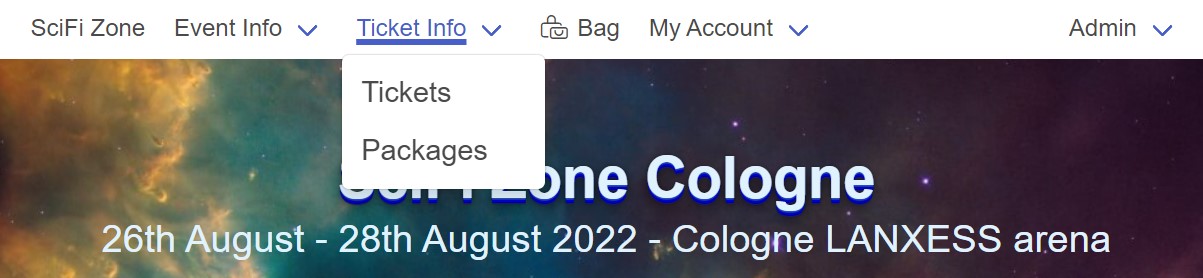 SciFi Zone Event Info Ticket Info Bag My Account Admin
Tickets
Packages
SciFi Zone Cologne
26th August - 28th August 2022 - Cologne LANXESS arena